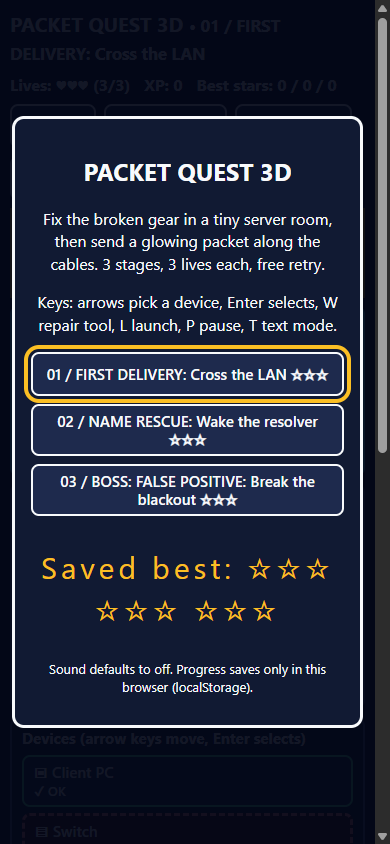 PACKET QUEST 3D • 01 / FIRST
DELIVERY: Cross the LAN
Lives: ♥♥♥ (3/3) XP: 0 Best stars: 0 / 0 / 0
PACKET QUEST 3D
Fix the broken gear in a tiny server room,
then send a glowing packet along the
cables. 3 stages, 3 lives each, free retry.
Keys: arrows pick a device, Enter selects, W
repair tool, L launch, P pause, T text mode.
01 / FIRST DELIVERY: Cross the LAN ☆☆☆
02 / NAME RESCUE: Wake the resolver
☆☆☆
03 / BOSS: FALSE POSITIVE: Break the
blackout ☆☆☆
Saved best: ☆☆☆
☆☆☆ ☆☆☆
Sound defaults to off. Progress saves only in this
browser (localStorage).
Devices (arrow keys move, Enter selects)
Client PC
✓ OK
Switch